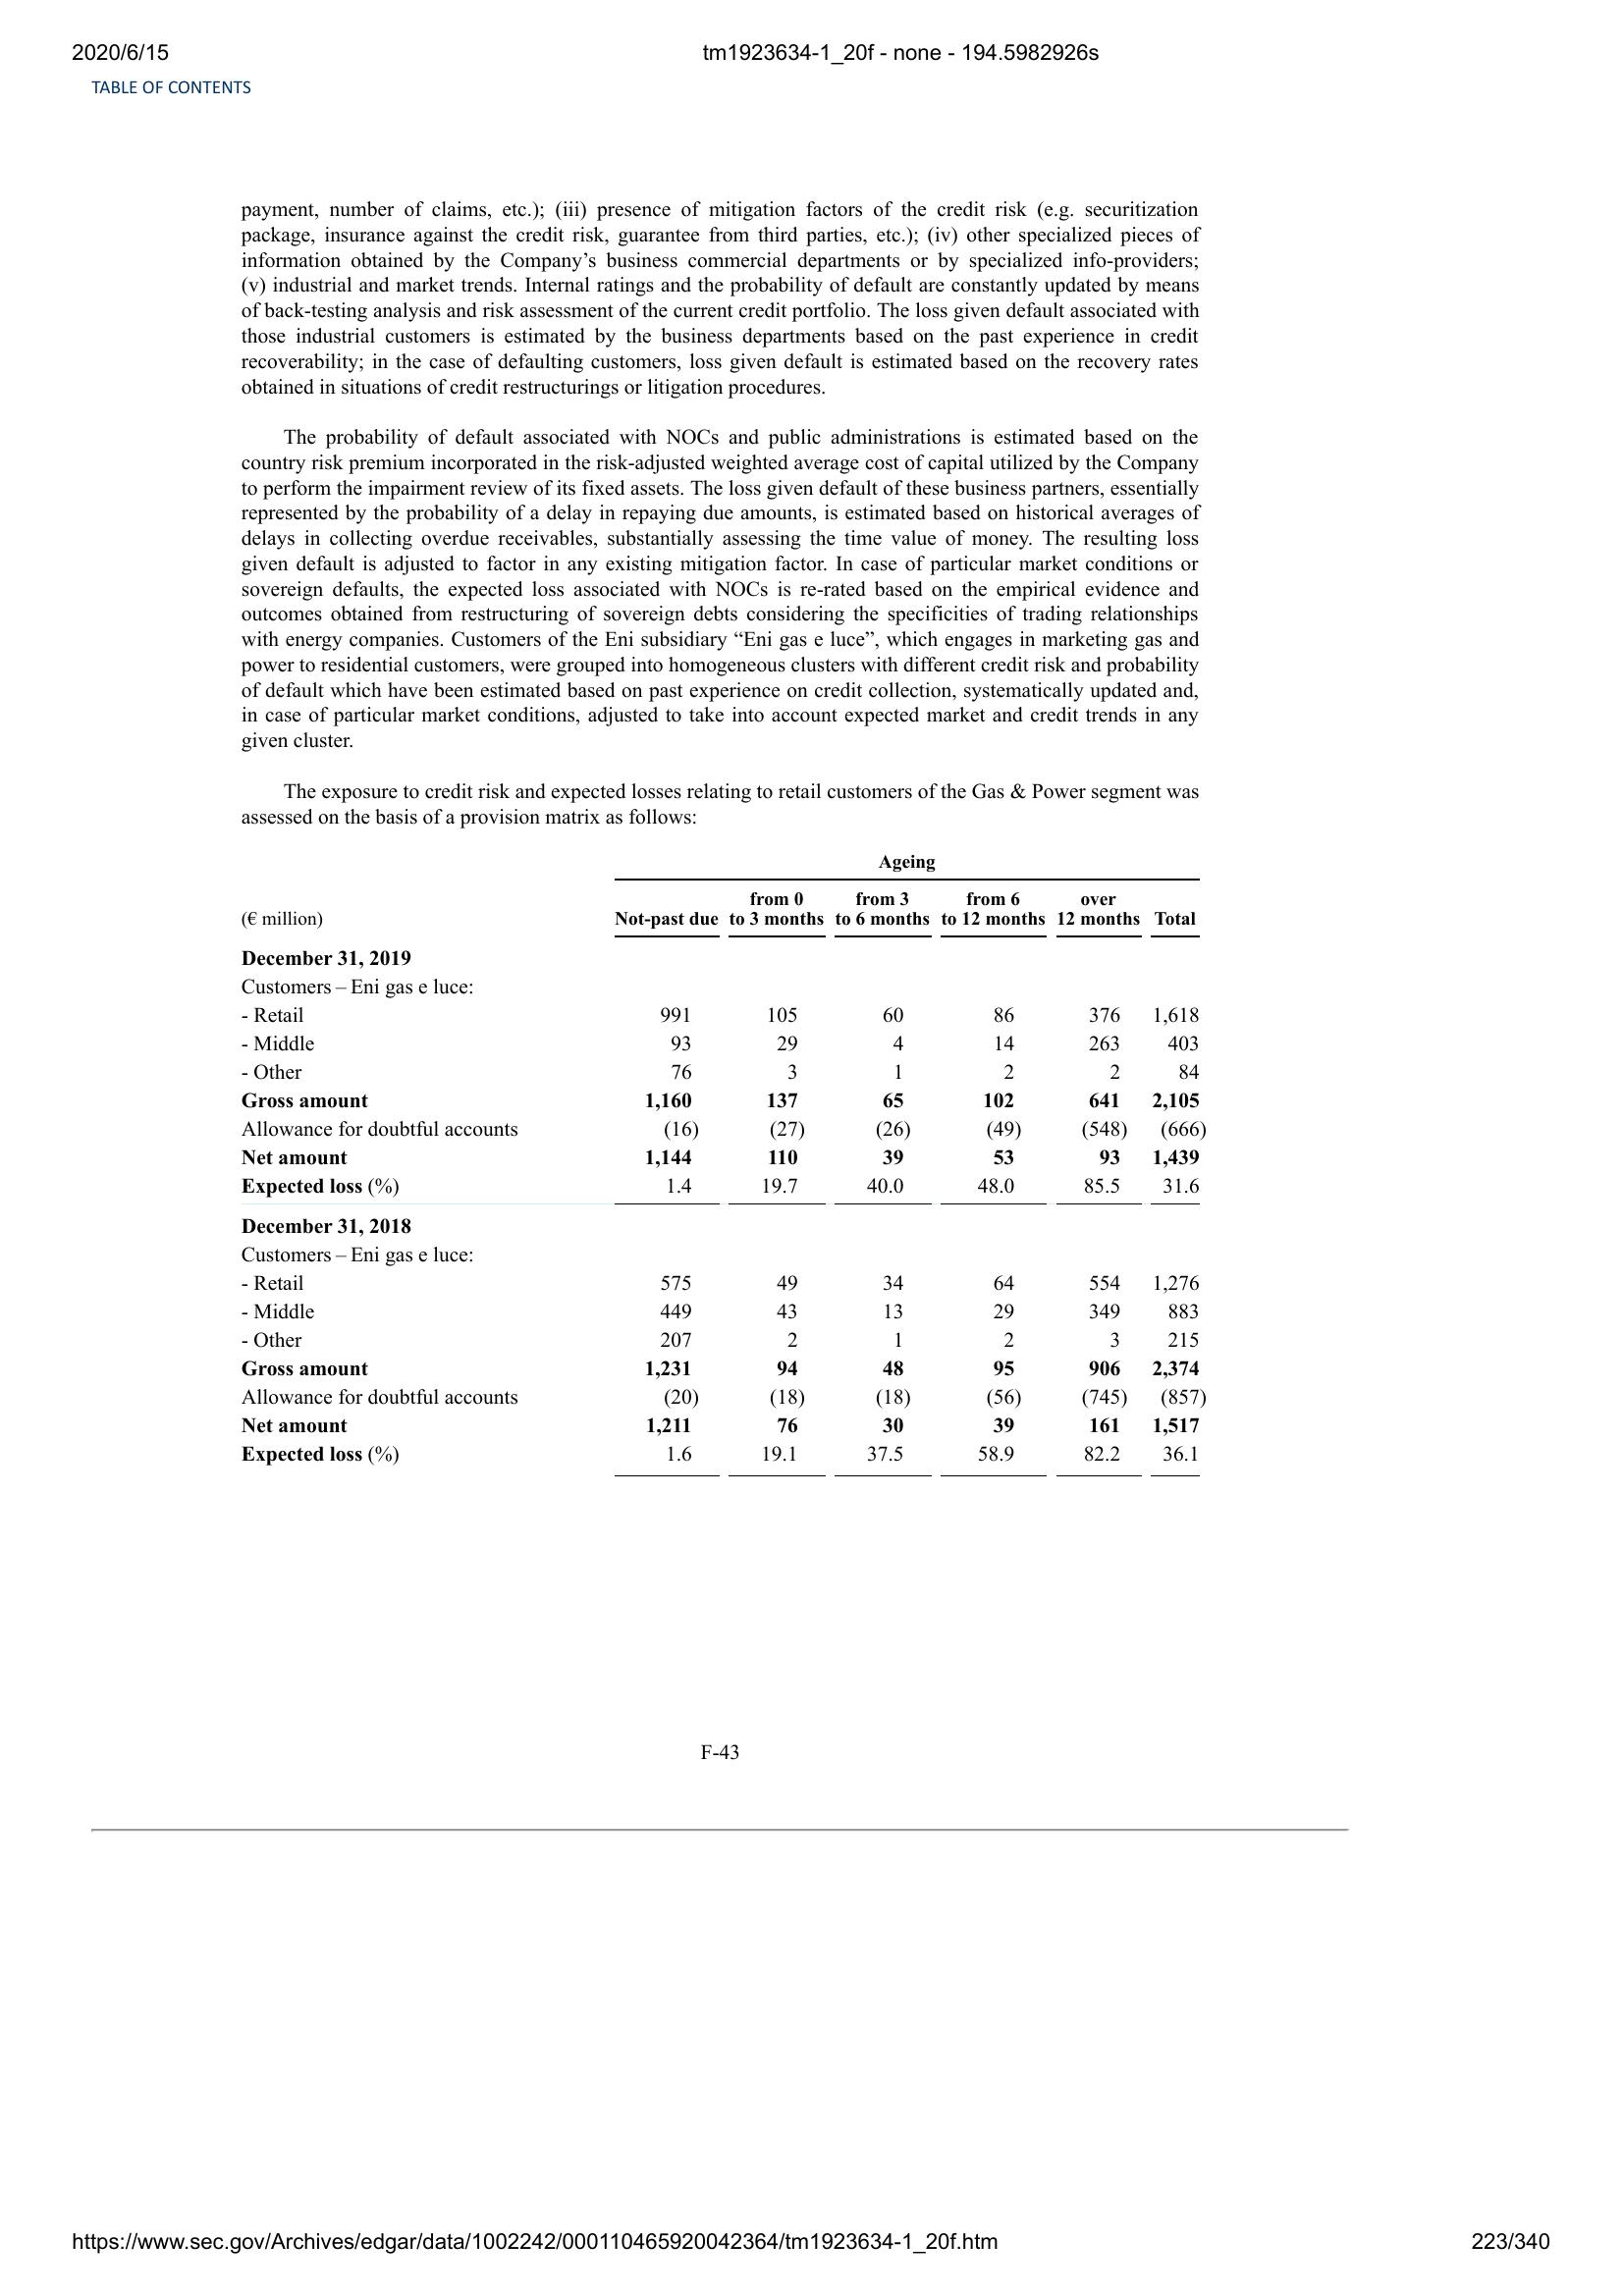 2020/6/15 tm1923634-1_20f - none - 194.5982926s
TABLE OF CONTENTS
payment, number of claims, etc.); (iii) presence of mitigation factors of the credit risk (e.g. securitization
package, insurance against the credit risk, guarantee from third parties, etc.); (iv) other specialized pieces of
information obtained by the Company’s business commercial departments or by specialized info-providers;
(v) industrial and market trends. Internal ratings and the probability of default are constantly updated by means
of back-testing analysis and risk assessment of the current credit portfolio. The loss given default associated with
those industrial customers is estimated by the business departments based on the past experience in credit
recoverability; in the case of defaulting customers, loss given default is estimated based on the recovery rates
obtained in situations of credit restructurings or litigation procedures.
The probability of default associated with NOCs and public administrations is estimated based on the
country risk premium incorporated in the risk-adjusted weighted average cost of capital utilized by the Company
to perform the impairment review of its fixed assets. The loss given default of these business partners, essentially
represented by the probability of a delay in repaying due amounts, is estimated based on historical averages of
delays in collecting overdue receivables, substantially assessing the time value of money. The resulting loss
given default is adjusted to factor in any existing mitigation factor. In case of particular market conditions or
sovereign defaults, the expected loss associated with NOCs is re-rated based on the empirical evidence and
outcomes obtained from restructuring of sovereign debts considering the specificities of trading relationships
with energy companies. Customers of the Eni subsidiary “Eni gas e luce”, which engages in marketing gas and
power to residential customers, were grouped into homogeneous clusters with different credit risk and probability
of default which have been estimated based on past experience on credit collection, systematically updated and,
in case of particular market conditions, adjusted to take into account expected market and credit trends in any
given cluster.
The exposure to credit risk and expected losses relating to retail customers of the Gas & Power segment was
assessed on the basis of a provision matrix as follows:
Ageing
from 0 from 3 from 6 over
(€ million) Not-past due to 3 months to 6 months to 12 months 12 months Total
December 31, 2019
Customers – Eni gas e luce:
- Retail 991 105 60 86 376 1,618
- Middle 93 29 4 14 263 403
- Other 76 3 1 2 2 84
Gross amount 1,160 137 65 102 641 2,105
Allowance for doubtful accounts (16) (27) (26) (49) (548) (666)
Net amount 1,144 110 39 53 93 1,439
Expected loss (%) 1.4 19.7 40.0 48.0 85.5 31.6
December 31, 2018
Customers – Eni gas e luce:
- Retail 575 49 34 64 554 1,276
- Middle 449 43 13 29 349 883
- Other 207 2 1 2 3 215
Gross amount 1,231 94 48 95 906 2,374
Allowance for doubtful accounts (20) (18) (18) (56) (745) (857)
Net amount 1,211 76 30 39 161 1,517
Expected loss (%) 1.6 19.1 37.5 58.9 82.2 36.1
F-43
https://www.sec.gov/Archives/edgar/data/1002242/000110465920042364/tm1923634-1_20f.htm 223/340